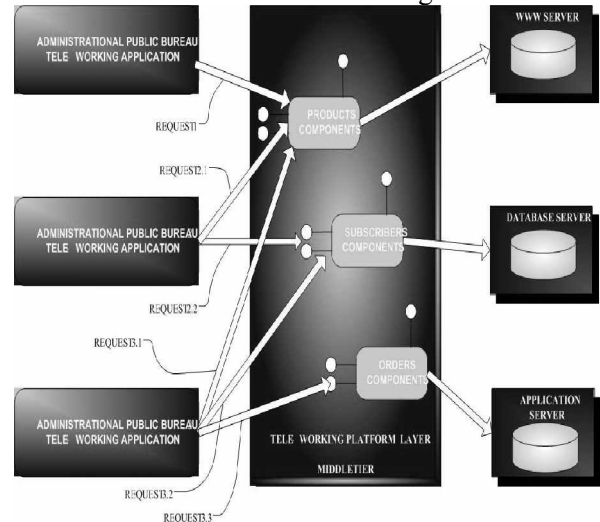 ADMINISTRATIONAL PUBLIC BUREAU
TELE WORKING APPLICATION
REQUEST1
PRODUCTS
COMPONENTS
WWW SERVER
REQUEST2.1
ADMINISTRATIONAL PUBLIC BUREAU
TELE WORKING APPLICATION
REQUEST2.2
SUBSCRIBERS
COMPONENTS
DATABASE SERVER
REQUEST3.1
ADMINISTRATIONAL PUBLIC BUREAU
TELE WORKING APPLICATION
REQUEST3.2
REQUEST3.3
ORDERS
COMPONENTS
TELE WORKING PLATFORM LAYER
MIDDLETIER
APPLICATION
SERVER